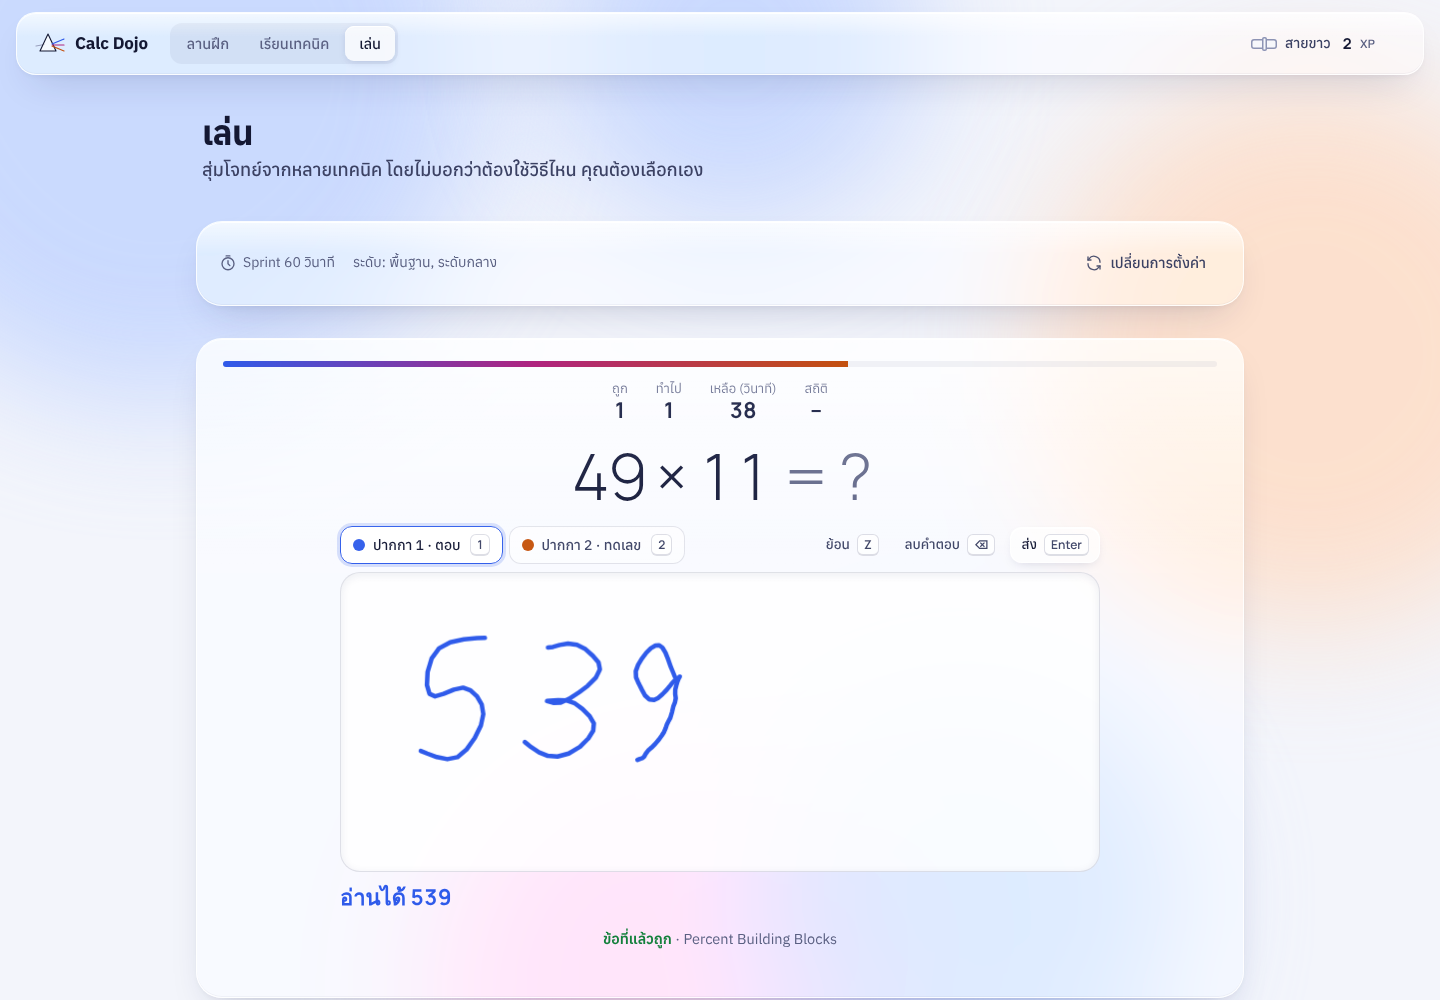 Calc Dojo ลานฝึก เรียนเทคนิค เล่น สายขาว 2 XP
เล่น
สุ่มโจทย์จากหลายเทคนิค โดยไม่บอกว่าต้องใช้วิธีไหน คุณต้องเลือกเอง
Sprint 60 วินาที ระดับ: พื้นฐาน, ระดับกลาง เปลี่ยนการตั้งค่า
ถูก ทำไป เหลือ (วินาที) สถิติ
1 1 38 –
49 × 11 = ?
ปากกา 1 · ตอบ 1 ปากกา 2 · ทดเลข 2 ย้อน Z ลบคำตอบ ⌫ ส่ง Enter
539
อ่านได้ 539
ข้อที่แล้วถูก · Percent Building Blocks